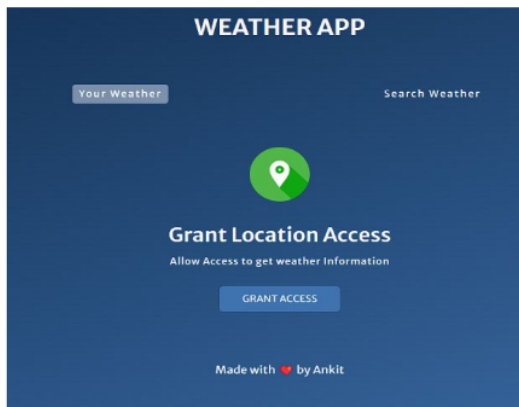 WEATHER APP
Your Weather
Search Weather
Grant Location Access
Allow Access to get weather Information
GRANT ACCESS
Made with ❤️ by Ankit